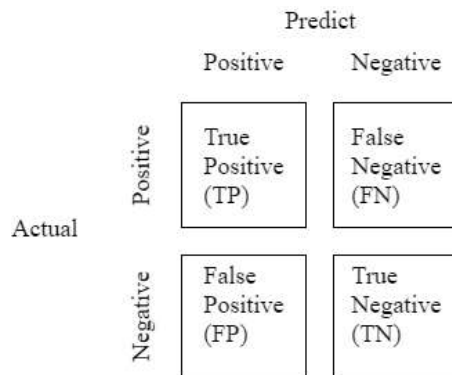 Predict
Positive Negative
Positive
True
Positive
(TP)
False
Negative
(FN)
Actual
Negative
False
Positive
(FP)
True
Negative
(TN)